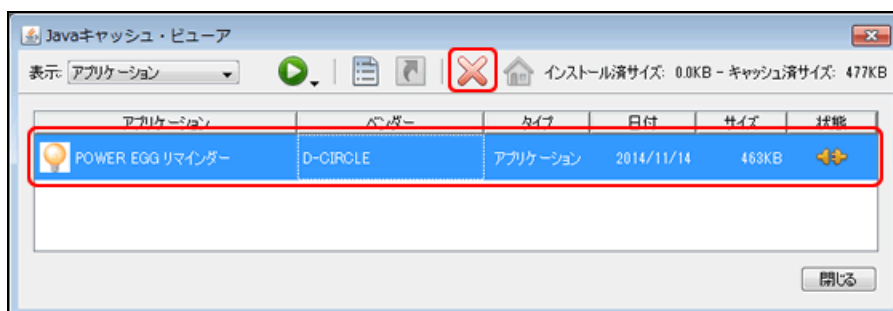 Javaキャッシュ・ビューア
表示: アプリケーション インストール済サイズ: 0.0KB - キャッシュ済サイズ: 477KB
アプリケーション ベンダー タイプ 日付 サイズ 状態
POWER EGG リマインダー D-CIRCLE アプリケーション 2014/11/14 463KB
閉じる